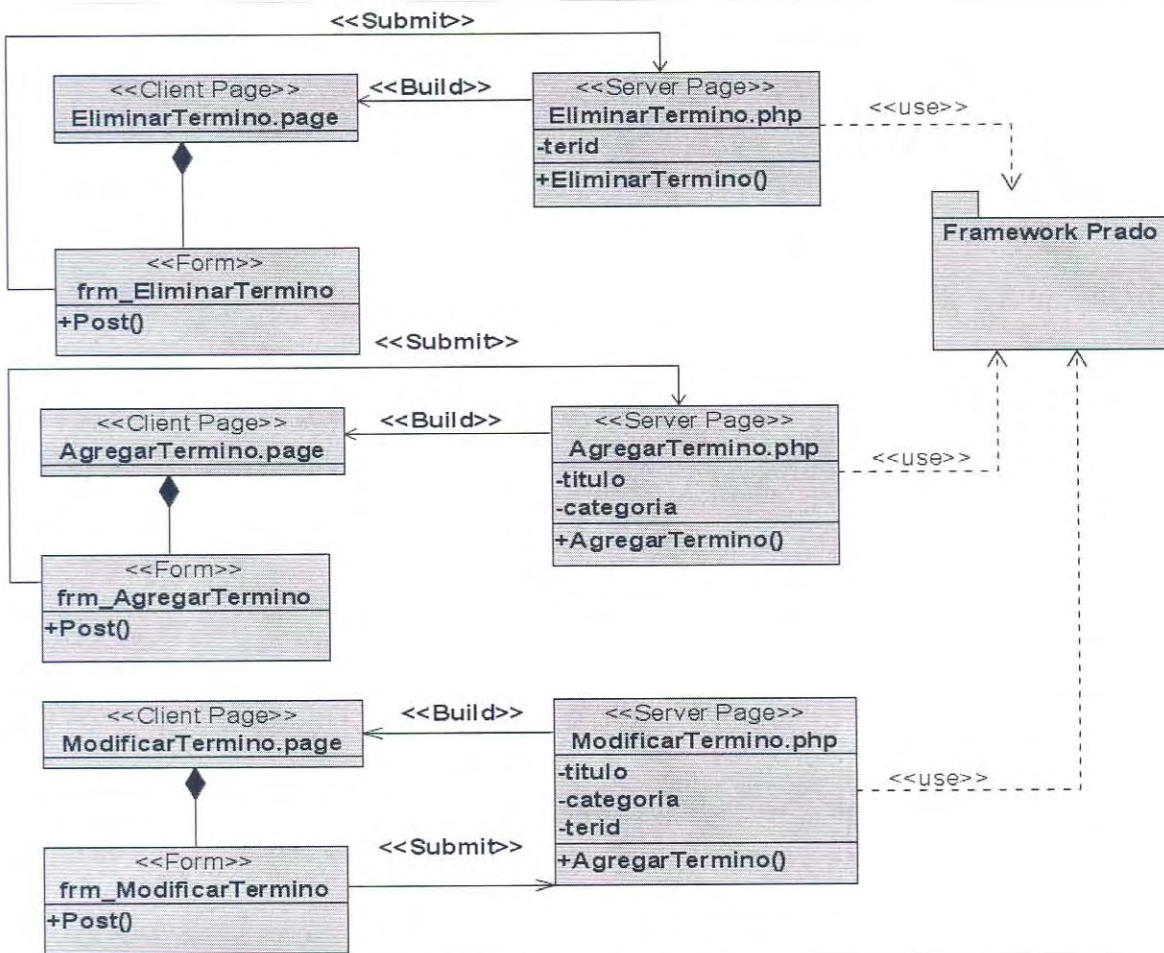 <<Submit>>
<<Client Page>>
EliminarTermino.page
<<Build>>
<<Server Page>>
EliminarTermino.php
-terid
+EliminarTermino()
<<use>>
Framework Prado
<<Form>>
frm_EliminarTermino
+Post()
<<Submit>>
<<Client Page>>
AgregarTermino.page
<<Build>>
<<Server Page>>
AgregarTermino.php
-titulo
-categoria
+AgregarTermino()
<<use>>
<<Form>>
frm_AgregarTermino
+Post()
<<Client Page>>
ModificarTermino.page
<<Build>>
<<Server Page>>
ModificarTermino.php
-titulo
-categoria
-terid
+AgregarTermino()
<<use>>
<<Submit>>
<<Form>>
frm_ModificarTermino
+Post()